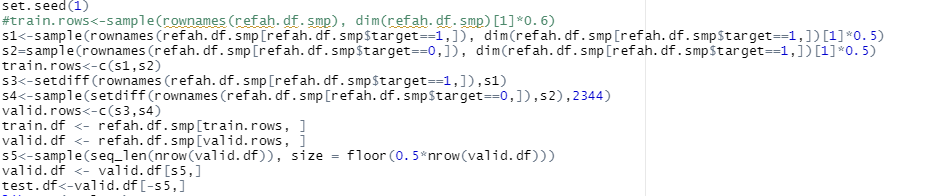 set.seed(1)
#train.rows<-sample(rownames(refah.df.smp), dim(refah.df.smp)[1]*0.6)
s1<-sample(rownames(refah.df.smp[refah.df.smp$target==1,]), dim(refah.df.smp[refah.df.smp$target==1,])[1]*0.5)
s2=sample(rownames(refah.df.smp[refah.df.smp$target==0,]), dim(refah.df.smp[refah.df.smp$target==1,])[1]*0.5)
train.rows<-c(s1,s2)
s3<-setdiff(rownames(refah.df.smp[refah.df.smp$target==1,]),s1)
s4<-sample(setdiff(rownames(refah.df.smp[refah.df.smp$target==0,]),s2),2344)
valid.rows<-c(s3,s4)
train.df <- refah.df.smp[train.rows, ]
valid.df <- refah.df.smp[valid.rows, ]
s5<-sample(seq_len(nrow(valid.df)), size = floor(0.5*nrow(valid.df)))
valid.df <- valid.df[s5,]
test.df<-valid.df[-s5,]